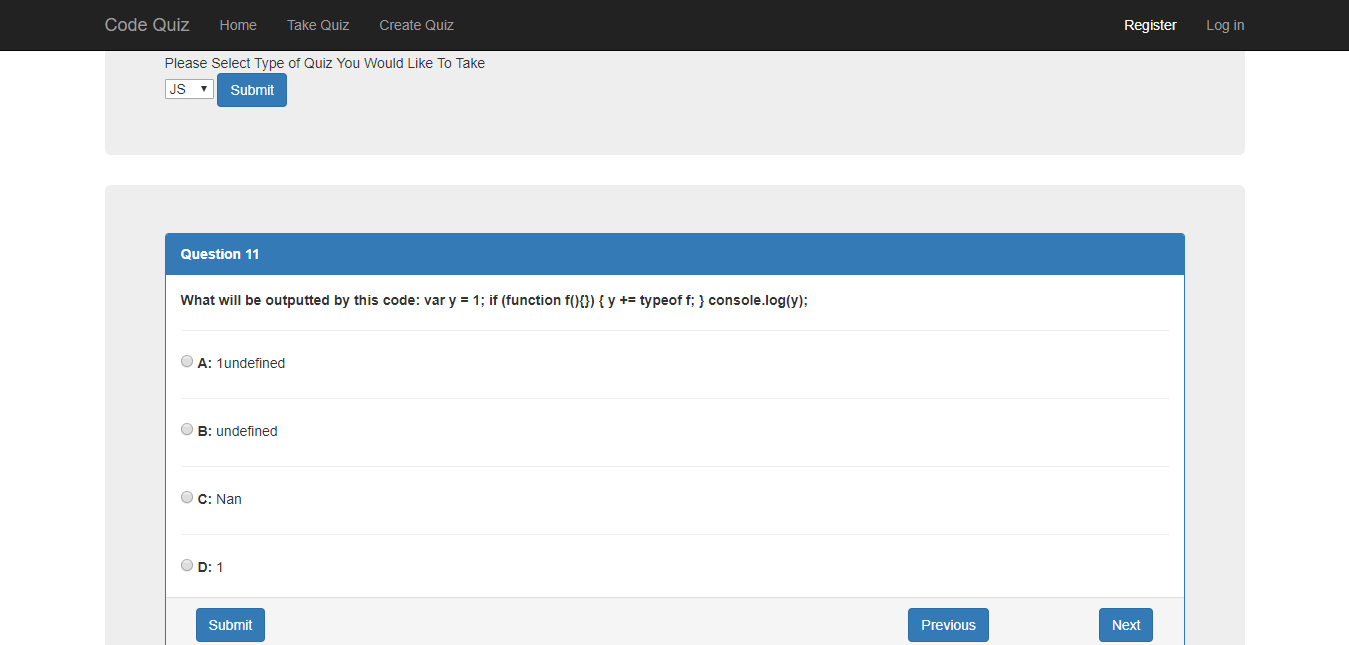 Code Quiz Home Take Quiz Create Quiz Register Log in
Please Select Type of Quiz You Would Like To Take
JS Submit
Question 11
What will be outputted by this code: var y = 1; if (function f(){}) { y += typeof f; } console.log(y);
A: 1undefined
B: undefined
C: Nan
D: 1
Submit Previous Next